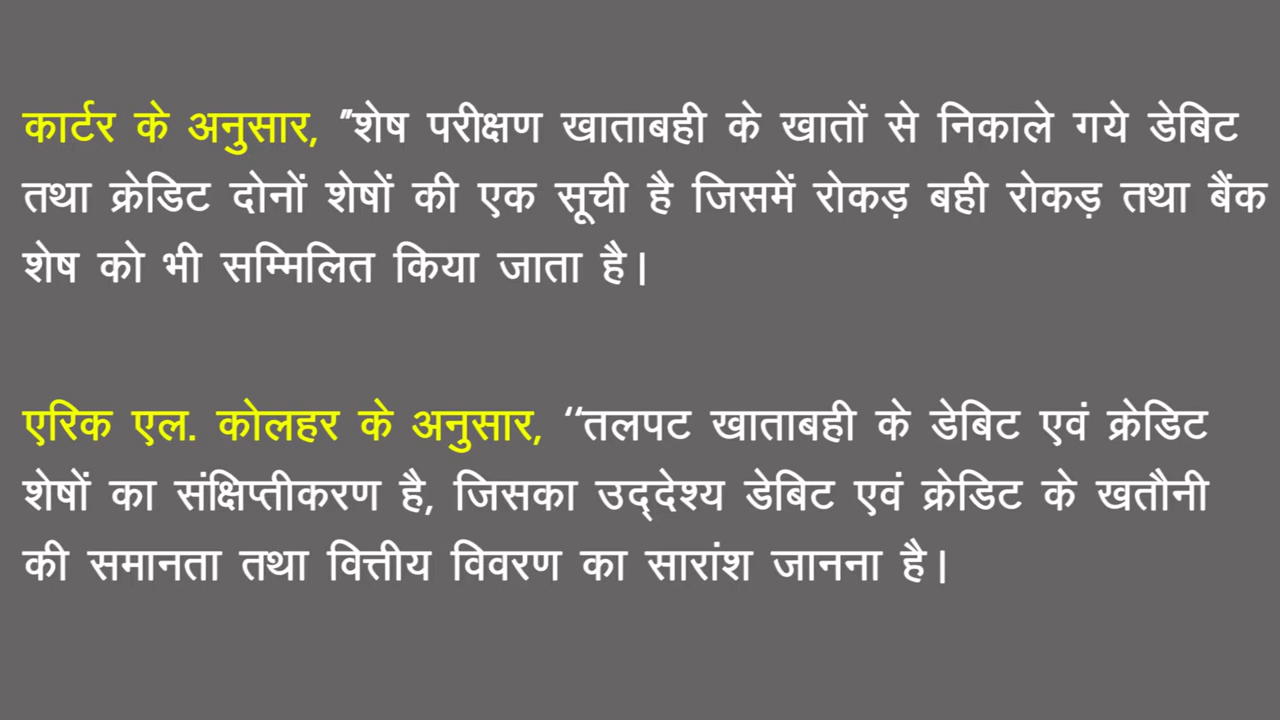 कार्टर के अनुसार, "शेष परीक्षण खाताबही के खातों से निकाले गये डेबिट
तथा क्रेडिट दोनों शेषों की एक सूची है जिसमें रोकड़ बही रोकड़ तथा बैंक
शेष को भी सम्मिलित किया जाता है।
एरिक एल. कोलहर के अनुसार, “तलपट खाताबही के डेबिट एवं क्रेडिट
शेषों का संक्षिप्तीकरण है, जिसका उद्देश्य डेबिट एवं क्रेडिट के खतौनी
की समानता तथा वित्तीय विवरण का सारांश जानना है।